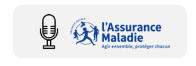 l'Assurance
Maladie
Agir ensemble, protéger chacun